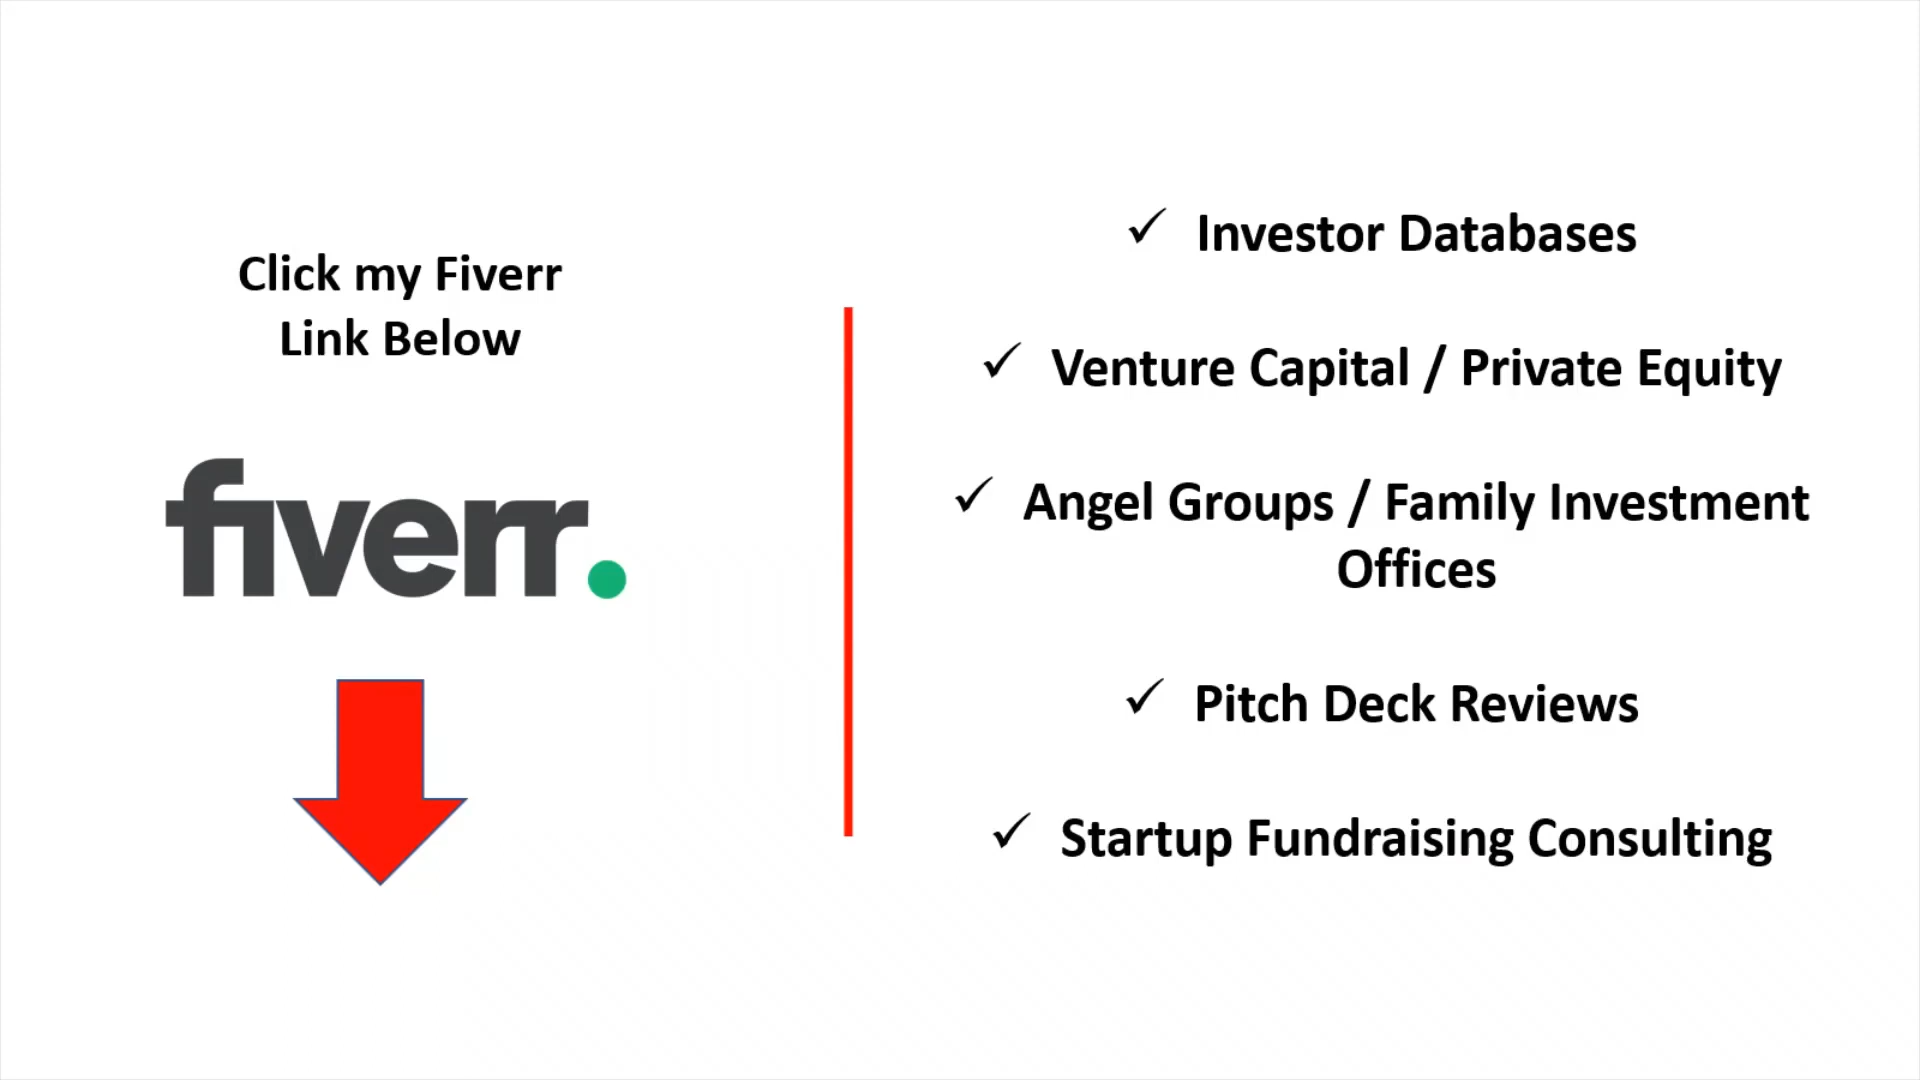 Click my Fiverr
Link Below
fiverr.
✓ Investor Databases
✓ Venture Capital / Private Equity
✓ Angel Groups / Family Investment
Offices
✓ Pitch Deck Reviews
✓ Startup Fundraising Consulting